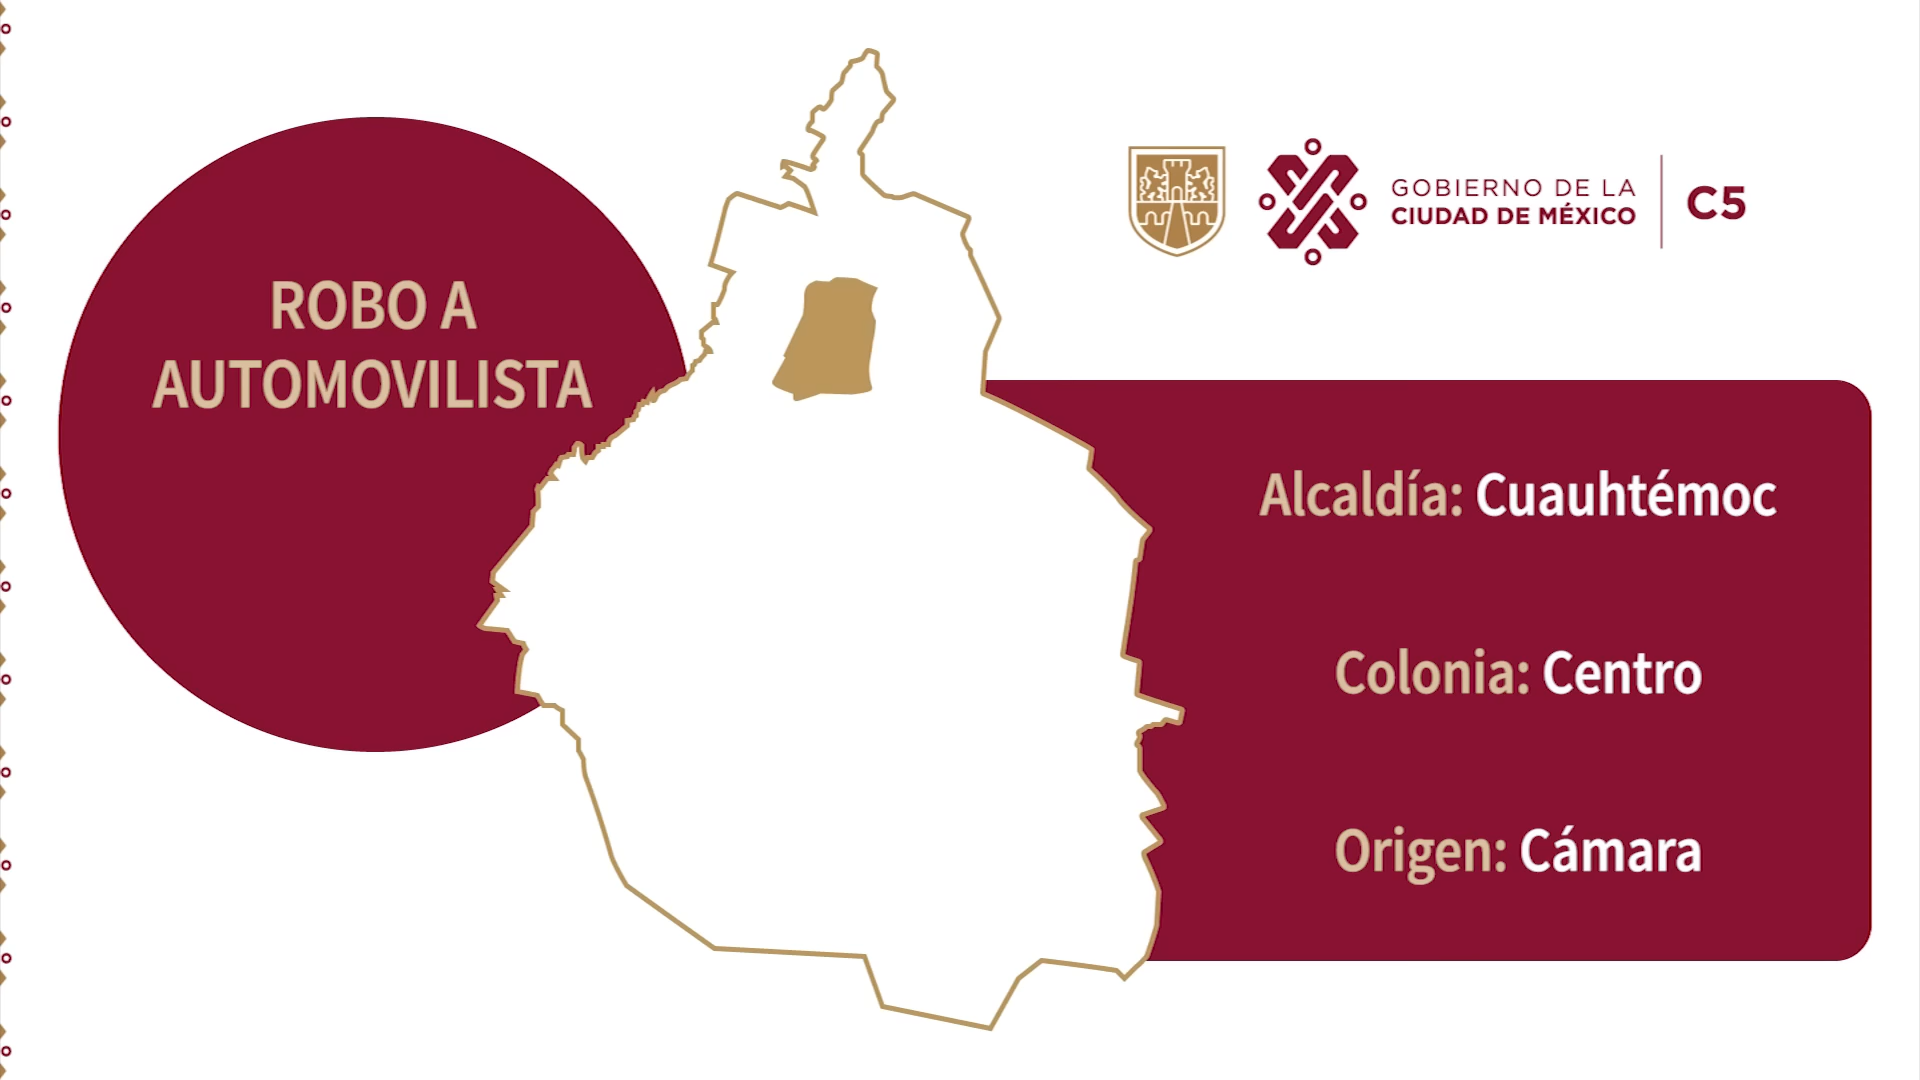 ROBO A
AUTOMOVILISTA
GOBIERNO DE LA
CIUDAD DE MÉXICO
C5
Alcaldía: Cuauhtémoc
Colonia: Centro
Origen: Cámara